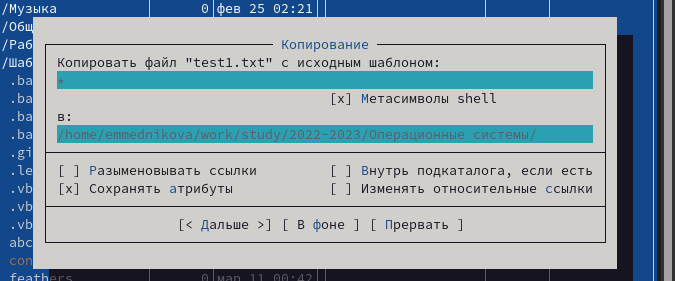 /Музыка 0 фев 25 02:21
/Общ
/Раб
/Шаб
Копирование
Копировать файл "test1.txt" с исходным шаблоном:
*
[x] Метасимволы shell
в:
/home/emmednikova/work/study/2022-2023/Операционные системы/
[ ] Разыменовывать ссылки [ ] Внутрь подкаталога, если есть
[x] Сохранять атрибуты [ ] Изменять относительные ссылки
[< Дальше >] [ В фоне ] [ Прервать ]
.ba
.ba
.ba
.ba
.gi
.le
.vb
.vb
.vb
abc
con
feathers 0 мар 11 00:42